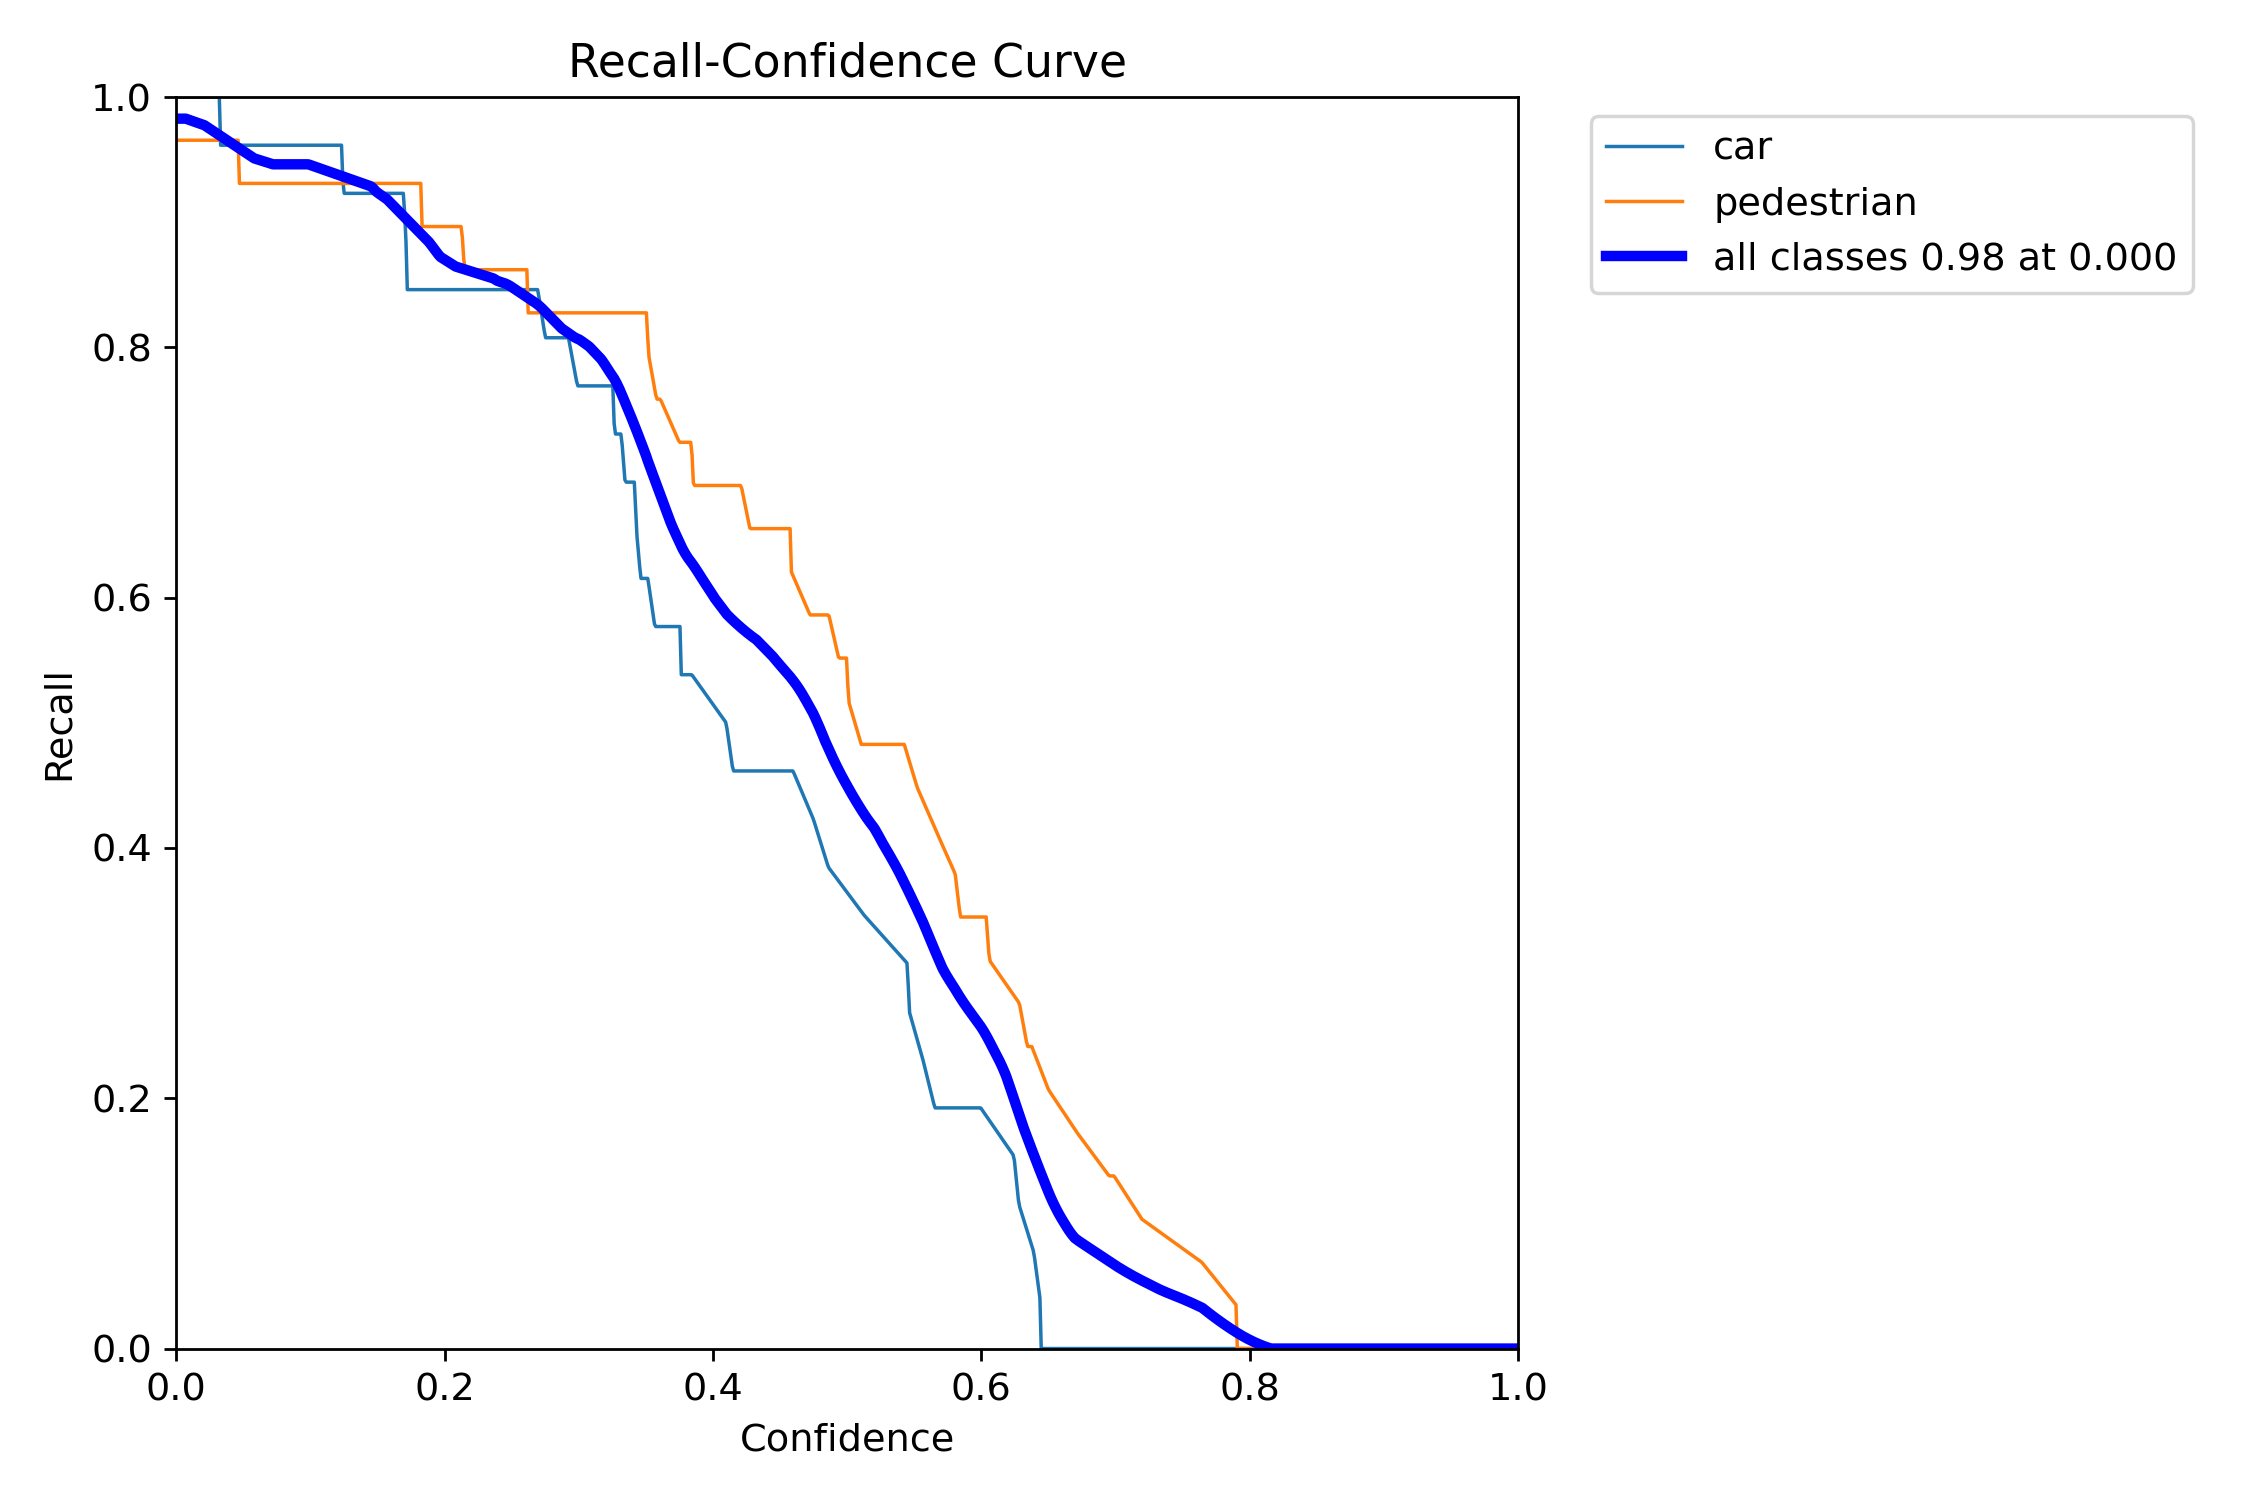 Recall-Confidence Curve
1.0
0.8
0.6
0.4
0.2
0.0
Recall
0.0 0.2 0.4 0.6 0.8 1.0
Confidence
car
pedestrian
all classes 0.98 at 0.000